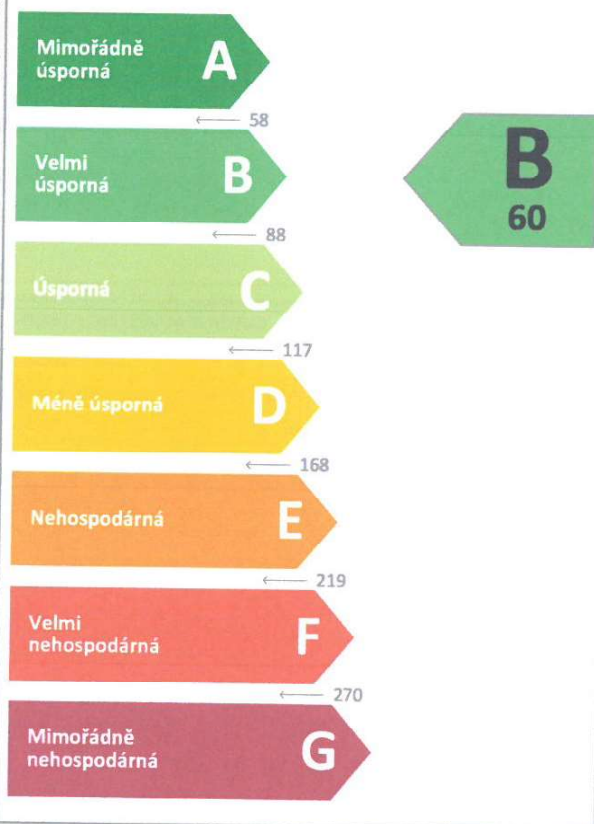 Mimořádně
úsporná
A
58
Velmi
úsporná
B
88
B
60
Úsporná
C
117
Méně úsporná
D
168
Nehospodárná
E
219
Velmi
nehospodárná
F
270
Mimořádně
nehospodárná
G